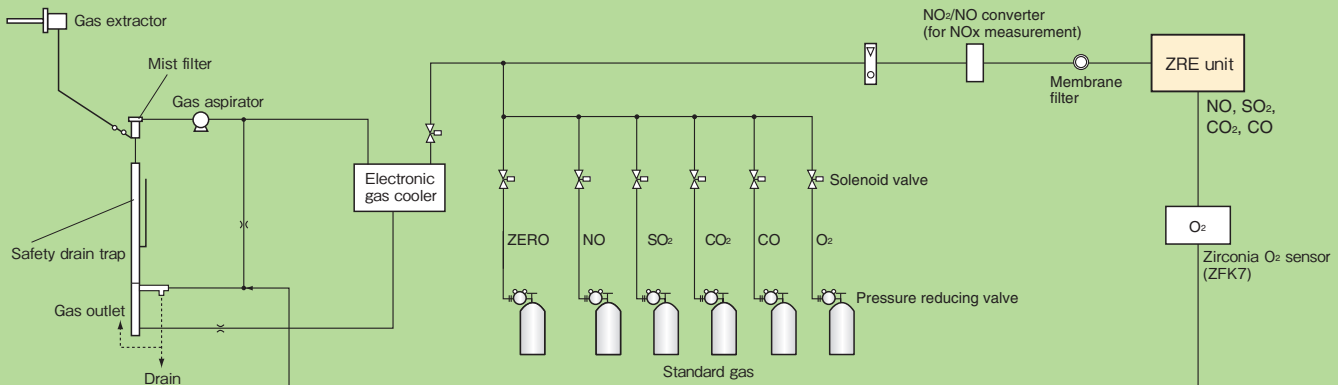 Gas extractor
Mist filter
Gas aspirator
Electronic
gas cooler
Safety drain trap
Gas outlet
Drain
NO₂/NO converter
(for NOx measurement)
Membrane
filter
ZRE unit
NO, SO₂,
CO₂, CO
Solenoid valve
ZERO
NO
SO₂
CO₂
CO
O₂
Pressure reducing valve
Standard gas
O₂
Zirconia O₂ sensor
(ZFK7)